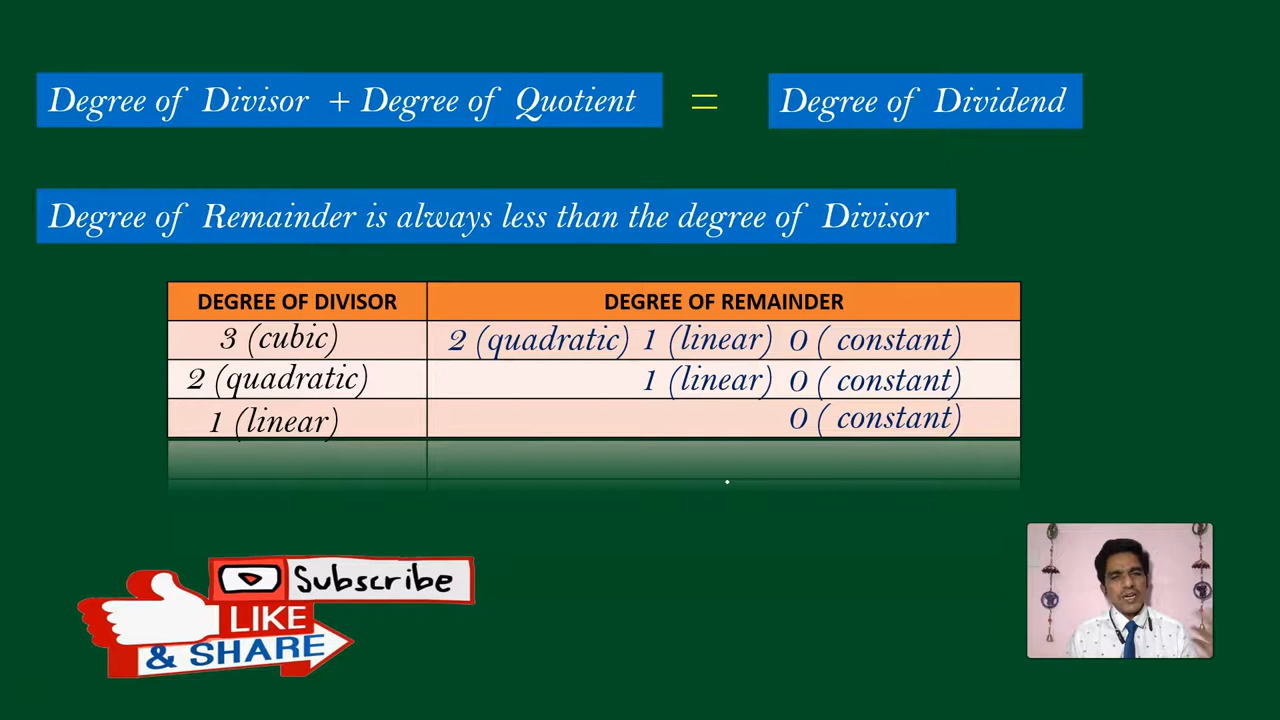 Degree of Divisor + Degree of Quotient = Degree of Dividend
Degree of Remainder is always less than the degree of Divisor
DEGREE OF DIVISOR DEGREE OF REMAINDER
3 (cubic) 2 (quadratic) 1 (linear) 0 ( constant)
2 (quadratic) 1 (linear) 0 ( constant)
1 (linear) 0 ( constant)
Subscribe
LIKE
& SHARE